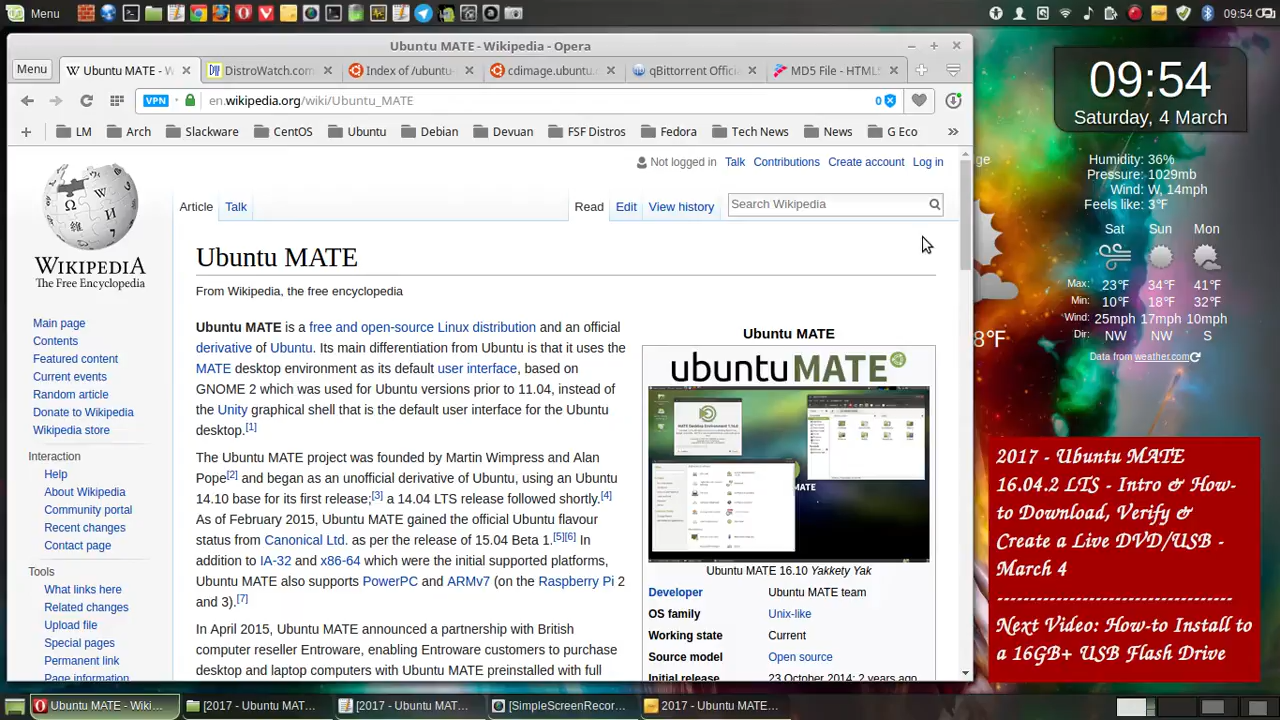 Menu
09:54
Ubuntu MATE - Wikipedia - Opera
Menu
Ubuntu MATE - W
DistroWatch.com
Index of /ubuntu-
cdimage.ubuntu.c
qBittorrent Offici
MD5 File - HTML5
VPN
en.wikipedia.org/wiki/Ubuntu_MATE
0
LM
Arch
Slackware
CentOS
Ubuntu
Debian
Devuan
FSF Distros
Fedora
Tech News
News
G Eco
»
Not logged in Talk Contributions Create account Log in
Article Talk
Read Edit View history
Search Wikipedia
WIKIPEDIA
The Free Encyclopedia
Main page
Contents
Featured content
Current events
Random article
Donate to Wikipedia
Wikipedia store
Interaction
Help
About Wikipedia
Community portal
Recent changes
Contact page
Tools
What links here
Related changes
Upload file
Special pages
Permanent link
Page information
Ubuntu MATE
From Wikipedia, the free encyclopedia
Ubuntu MATE is a free and open-source Linux distribution and an official
derivative of Ubuntu. Its main differentiation from Ubuntu is that it uses the
MATE desktop environment as its default user interface, based on
GNOME 2 which was used for Ubuntu versions prior to 11.04, instead of
the Unity graphical shell that is the default user interface for the Ubuntu
desktop.[1]
The Ubuntu MATE project was founded by Martin Wimpress and Alan
Pope[2] and began as an unofficial derivative of Ubuntu, using an Ubuntu
14.10 base for its first release;[3] a 14.04 LTS release followed shortly.[4]
As of February 2015, Ubuntu MATE gained the official Ubuntu flavour
status from Canonical Ltd. as per the release of 15.04 Beta 1.[5][6] In
addition to IA-32 and x86-64 which were the initial supported platforms,
Ubuntu MATE also supports PowerPC and ARMv7 (on the Raspberry Pi 2
and 3).[7]
In April 2015, Ubuntu MATE announced a partnership with British
computer reseller Entroware, enabling Entroware customers to purchase
desktop and laptop computers with Ubuntu MATE preinstalled with full
Ubuntu MATE
ubuntu MATE
Ubuntu MATE 16.10 Yakkety Yak
Developer Ubuntu MATE team
OS family Unix-like
Working state Current
Source model Open source
Initial release 23 October 2014; 2 years ago
09:54
Saturday, 4 March
Humidity: 36%
Pressure: 1029mb
Wind: W, 14mph
Feels like: 3°F
Sat Sun Mon
Max: 23°F 34°F 41°F
Min: 10°F 18°F 32°F
Wind: 25mph 17mph 10mph
Dir: NW NW S
Data from weather.com
8°F
2017 - Ubuntu MATE
16.04.2 LTS - Intro & How-
to Download, Verify &
Create a Live DVD/USB -
March 4
---------------------------------
Next Video: How-to Install to
a 16GB+ USB Flash Drive
Ubuntu MATE - Wiki...
[2017 - Ubuntu MAT...
[2017 - Ubuntu MAT...
[SimpleScreenRecor...
2017 - Ubuntu MATE...